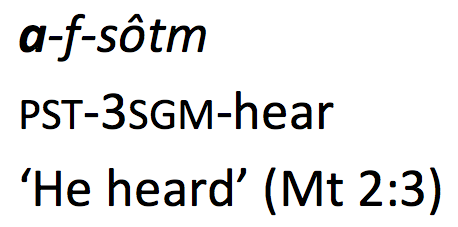 a-f-sôtm
PST-3SGM-hear
‘He heard’ (Mt 2:3)